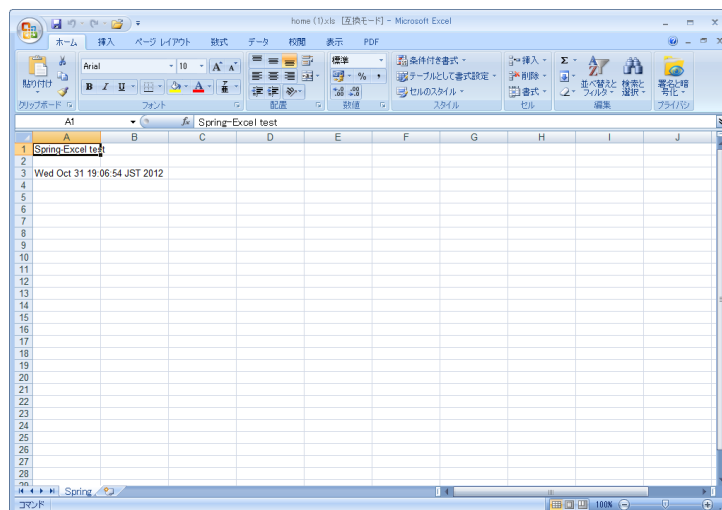 home (1).xls [互換モード] - Microsoft Excel
ホーム 挿入 ページ レイアウト 数式 データ 校閲 表示 PDF
貼り付け
Arial 10 A A
B I U A 亜
標準
% ,
条件付き書式
テーブルとして書式設定
セルのスタイル
挿入
削除
書式
Σ
並べ替えと フィルタ
検索と 選択
署名と暗号化
クリップボード フォント 配置 数値 スタイル セル 編集 プライバシ
A1 fx Spring-Excel test
A B C D E F G H I J
1 Spring-Excel test
2
3 Wed Oct 31 19:06:54 JST 2012
4
5
6
7
8
9
10
11
12
13
14
15
16
17
18
19
20
21
22
23
24
25
26
27
28
29
Spring
コマンド 100%